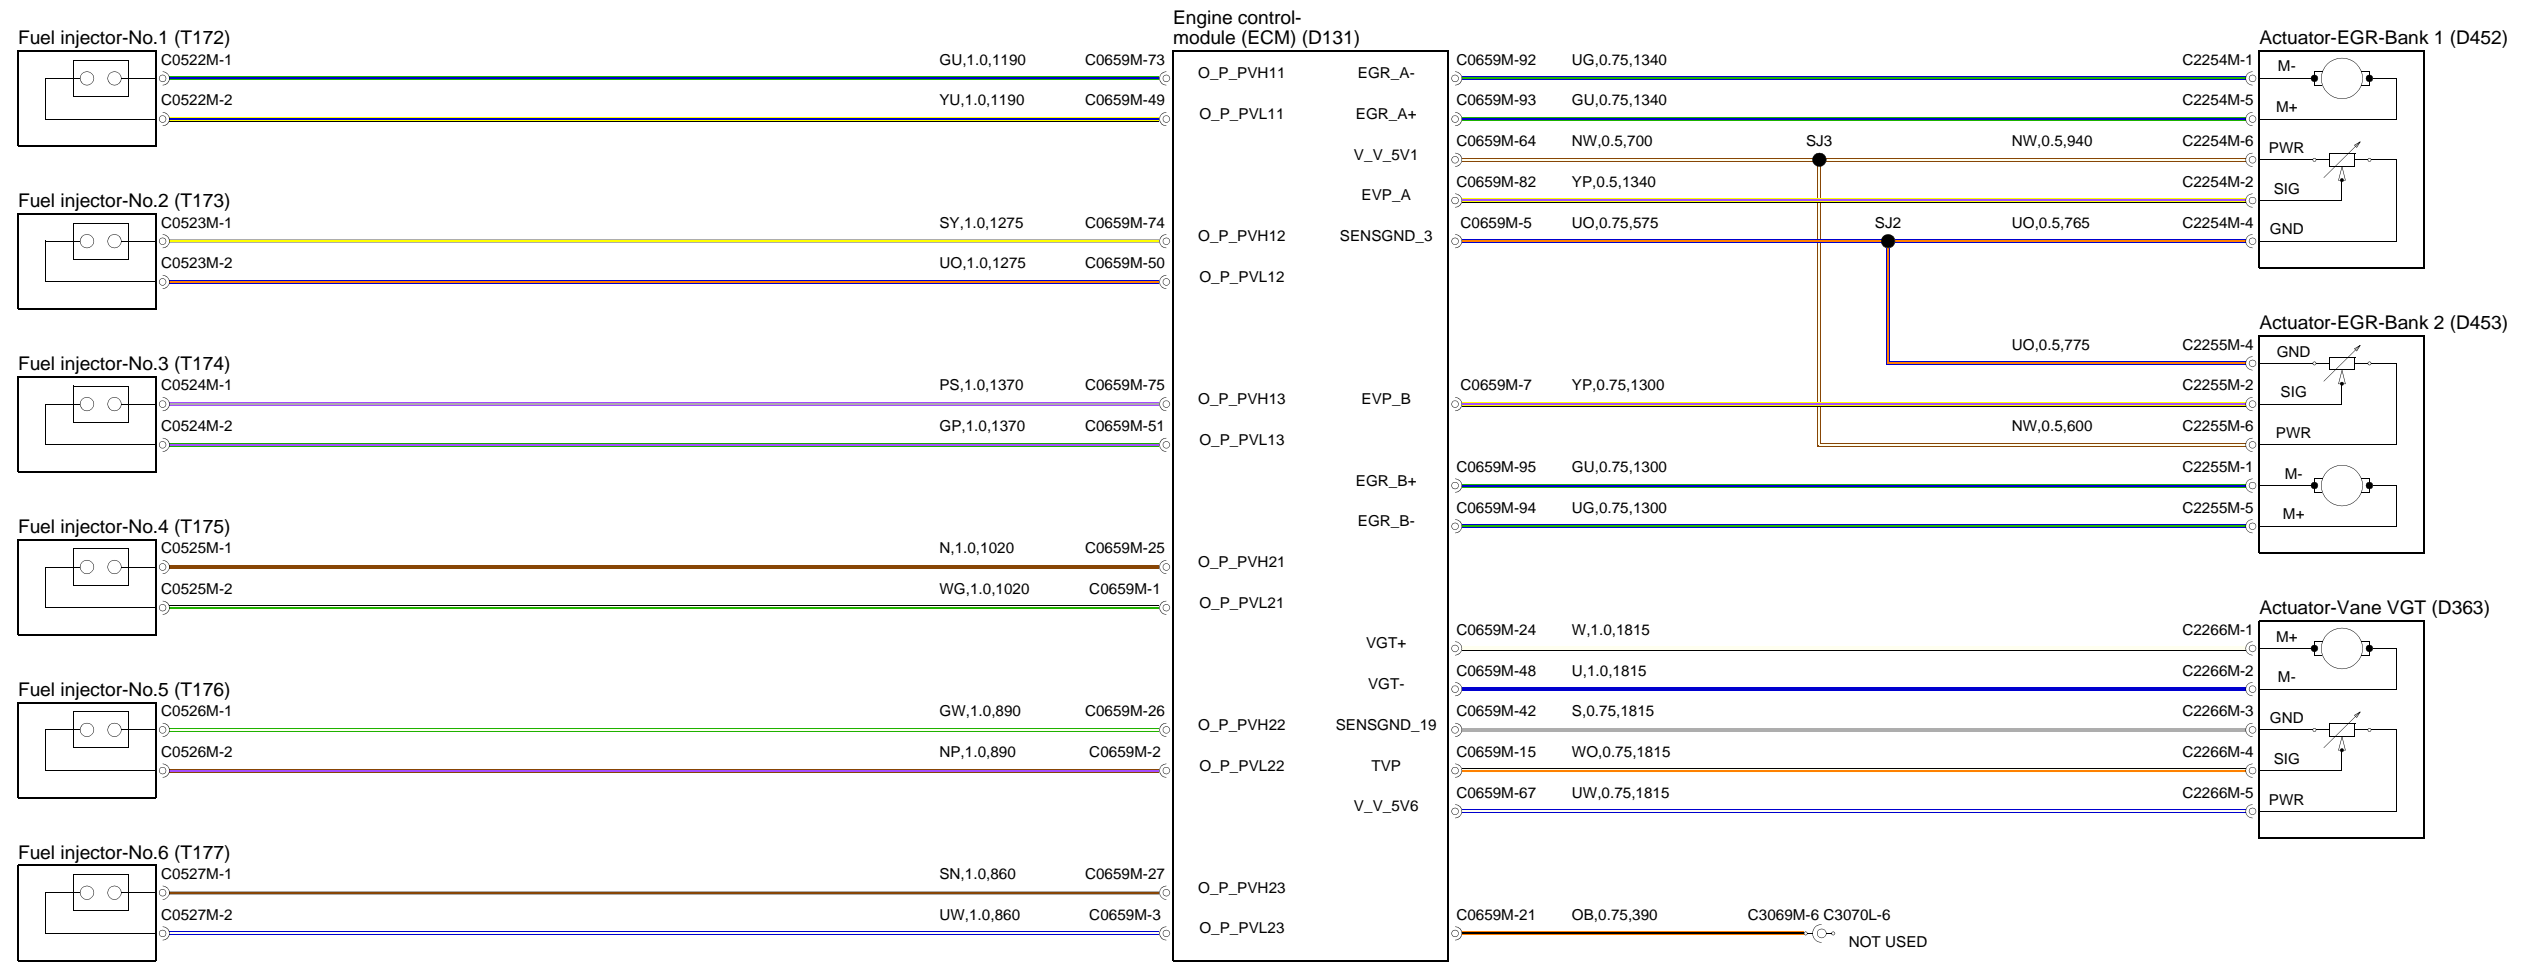 Engine control-
module (ECM) (D131)
Fuel injector-No.1 (T172)
C0522M-1 GU,1.0,1190 C0659M-73 O_P_PVH11
C0522M-2 YU,1.0,1190 C0659M-49 O_P_PVL11
Fuel injector-No.2 (T173)
C0523M-1 SY,1.0,1275 C0659M-74 O_P_PVH12
C0523M-2 UO,1.0,1275 C0659M-50 O_P_PVL12
Fuel injector-No.3 (T174)
C0524M-1 PS,1.0,1370 C0659M-75 O_P_PVH13
C0524M-2 GP,1.0,1370 C0659M-51 O_P_PVL13
Fuel injector-No.4 (T175)
C0525M-1 N,1.0,1020 C0659M-25 O_P_PVH21
C0525M-2 WG,1.0,1020 C0659M-1 O_P_PVL21
Fuel injector-No.5 (T176)
C0526M-1 GW,1.0,890 C0659M-26 O_P_PVH22
C0526M-2 NP,1.0,890 C0659M-2 O_P_PVL22
Fuel injector-No.6 (T177)
C0527M-1 SN,1.0,860 C0659M-27 O_P_PVH23
C0527M-2 UW,1.0,860 C0659M-3 O_P_PVL23
Actuator-EGR-Bank 1 (D452)
EGR_A- C0659M-92 UG,0.75,1340 C2254M-1 M-
EGR_A+ C0659M-93 GU,0.75,1340 C2254M-5 M+
V_V_5V1 C0659M-64 NW,0.5,700 SJ3 NW,0.5,940 C2254M-6 PWR
EVP_A C0659M-82 YP,0.5,1340 C2254M-2 SIG
SENSGND_3 C0659M-5 UO,0.75,575 SJ2 UO,0.5,765 C2254M-4 GND
Actuator-EGR-Bank 2 (D453)
UO,0.5,775 C2255M-4 GND
EVP_B C0659M-7 YP,0.75,1300 C2255M-2 SIG
NW,0.5,600 C2255M-6 PWR
EGR_B+ C0659M-95 GU,0.75,1300 C2255M-1 M-
EGR_B- C0659M-94 UG,0.75,1300 C2255M-5 M+
Actuator-Vane VGT (D363)
VGT+ C0659M-24 W,1.0,1815 C2266M-1 M+
VGT- C0659M-48 U,1.0,1815 C2266M-2 M-
SENSGND_19 C0659M-42 S,0.75,1815 C2266M-3 GND
TVP C0659M-15 WO,0.75,1815 C2266M-4 SIG
V_V_5V6 C0659M-67 UW,0.75,1815 C2266M-5 PWR
C0659M-21 OB,0.75,390 C3069M-6 C3070L-6
NOT USED